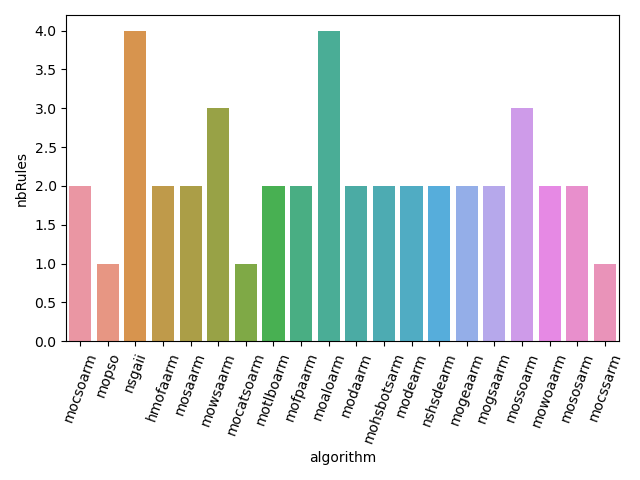 4.0
3.5
3.0
2.5
2.0
1.5
1.0
0.5
0.0
nbRules
mocsoarm
mopso
nsgaii
hmofaarm
mosaarm
mowsaarm
mocatsoarm
motlboarm
mofpaarm
moaloarm
modaarm
mohsbotsarm
modearm
nshsdearm
mogeaarm
mogsaarm
mossoarm
mowoaarm
mososarm
mocssarm
algorithm